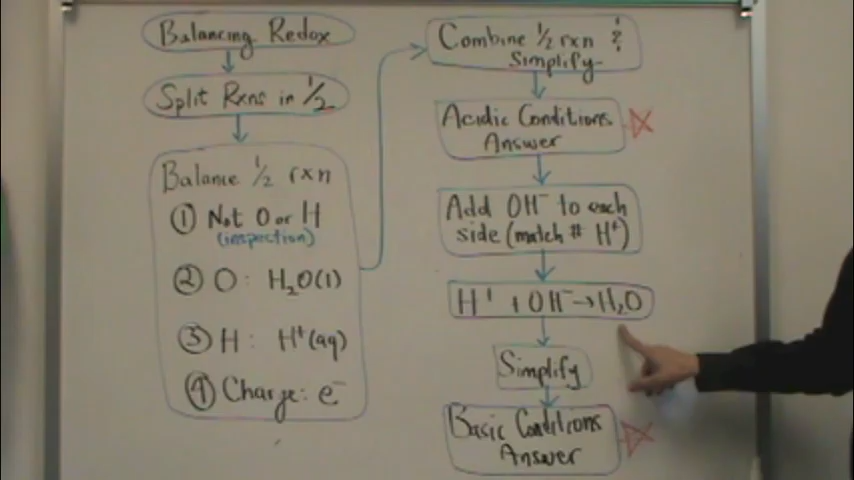 Balancing Redox
Split Rxns in 1/2
Balance 1/2 rxn
① Not O or H
(inspection)
② O: H₂O(l)
③ H: H⁺(aq)
④ Charge: e⁻
Combine 1/2 rxn &
Simplify
Acidic Conditions
Answer
Add OH⁻ to each
side (match # H⁺)
H⁺ + OH⁻ → H₂O
Simplify
Basic Conditions
Answer